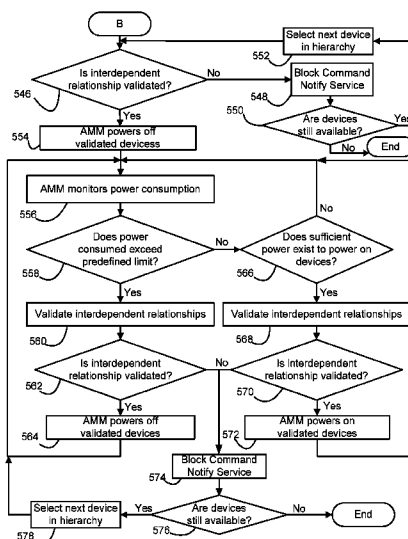 B
Select next device
in hierarchy
552
Is interdependent
relationship validated?
546
No
Block Command
Notify Service
548
Yes
550
Are devices
still available?
Yes
No
End
AMM powers off
validated devicess
554
AMM monitors power consumption
556
No
Does power
consumed exceed
predefined limit?
558
No
Does sufficient
power exist to power on
devices?
566
Yes
Yes
Validate interdependent relationships
560
Validate interdependent relationships
568
Is interdependent
relationship validated?
562
No
Is Interdependent
relationship validated?
570
Yes
Yes
AMM powers off
validated devices
564
AMM powers on
validated devices
572
Block Command
Notify Service
574
Select next device
in hierarchy
578
Yes
Are devices
still available?
576
No
End